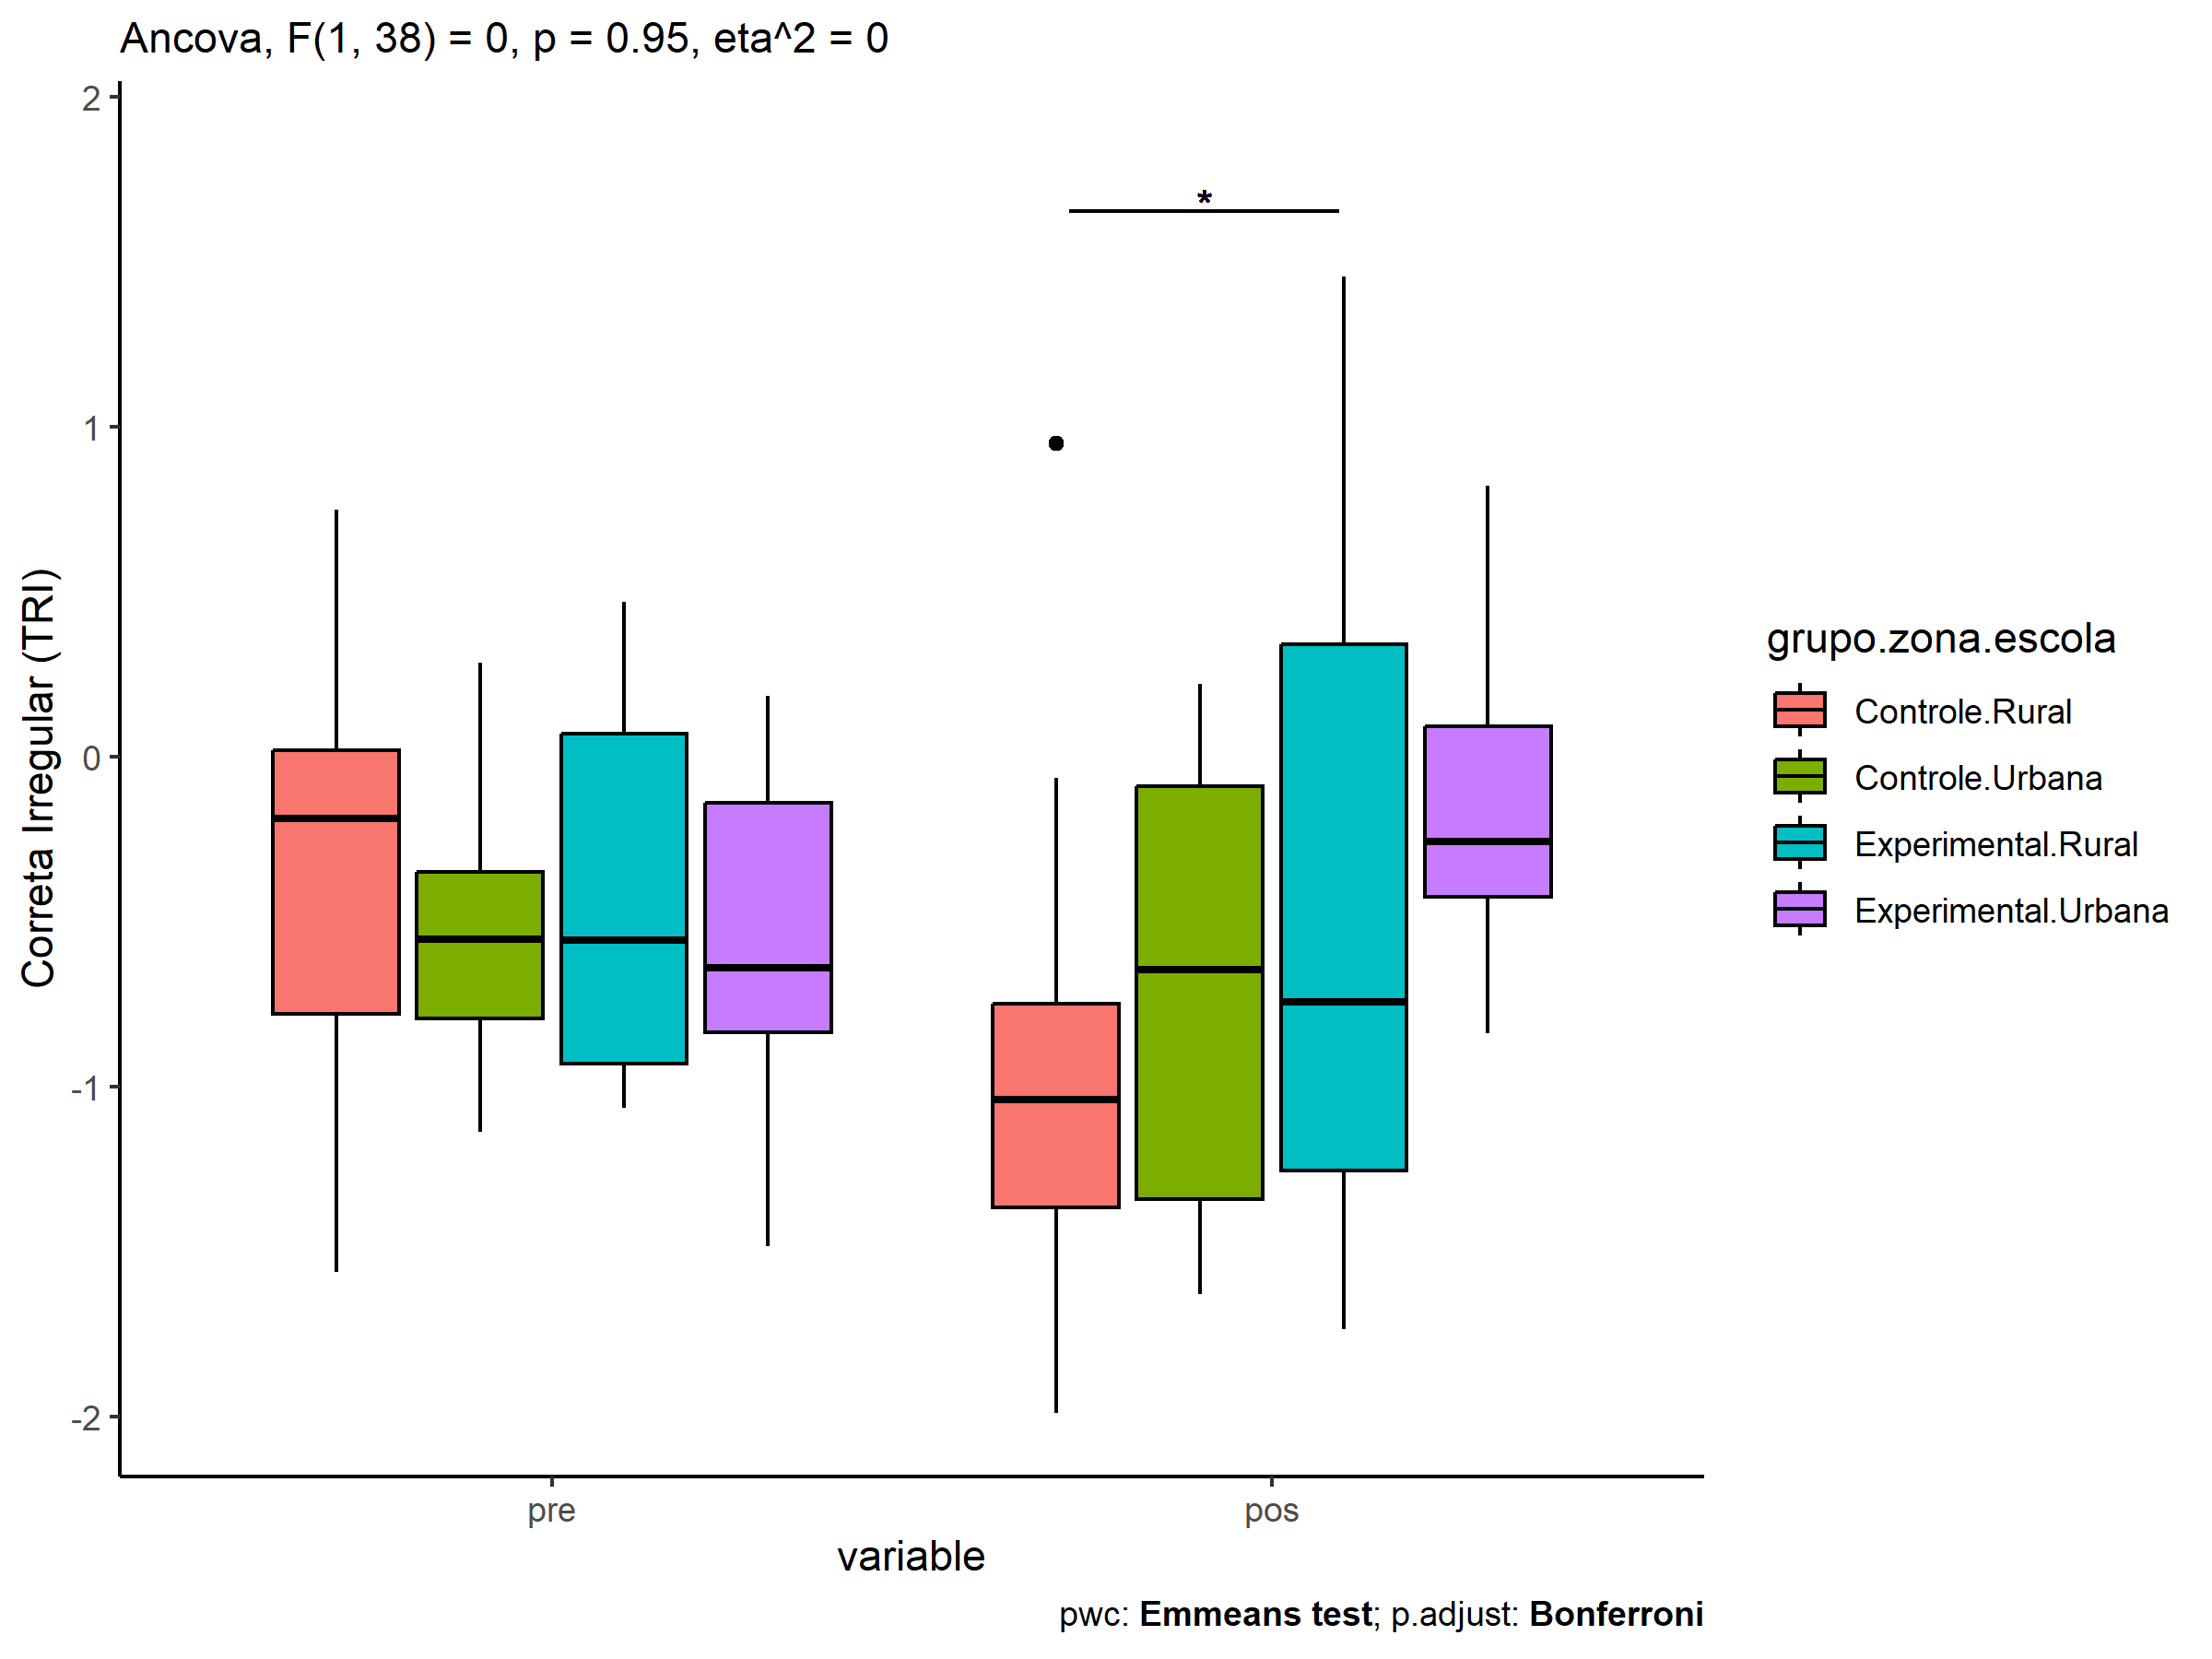 Ancova, F(1, 38) = 0, p = 0.95, eta^2 = 0
2
1
0
-1
-2
Correta Irregular (TRI)
*
pre
pos
variable
grupo.zona.escola
Controle.Rural
Controle.Urbana
Experimental.Rural
Experimental.Urbana
pwc: Emmeans test; p.adjust: Bonferroni